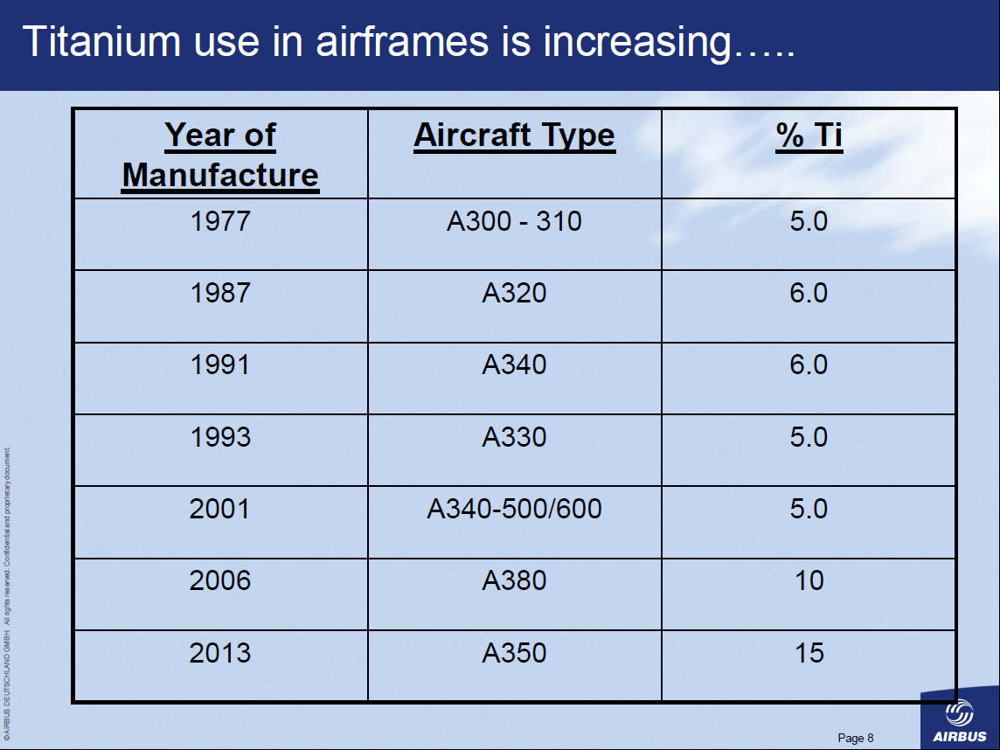 Titanium use in airframes is increasing…..
Year of Manufacture Aircraft Type % Ti
1977 A300 - 310 5.0
1987 A320 6.0
1991 A340 6.0
1993 A330 5.0
2001 A340-500/600 5.0
2006 A380 10
2013 A350 15
© AIRBUS DEUTSCHLAND GMBH. All rights reserved. Confidential and proprietary document.
Page 8
AIRBUS